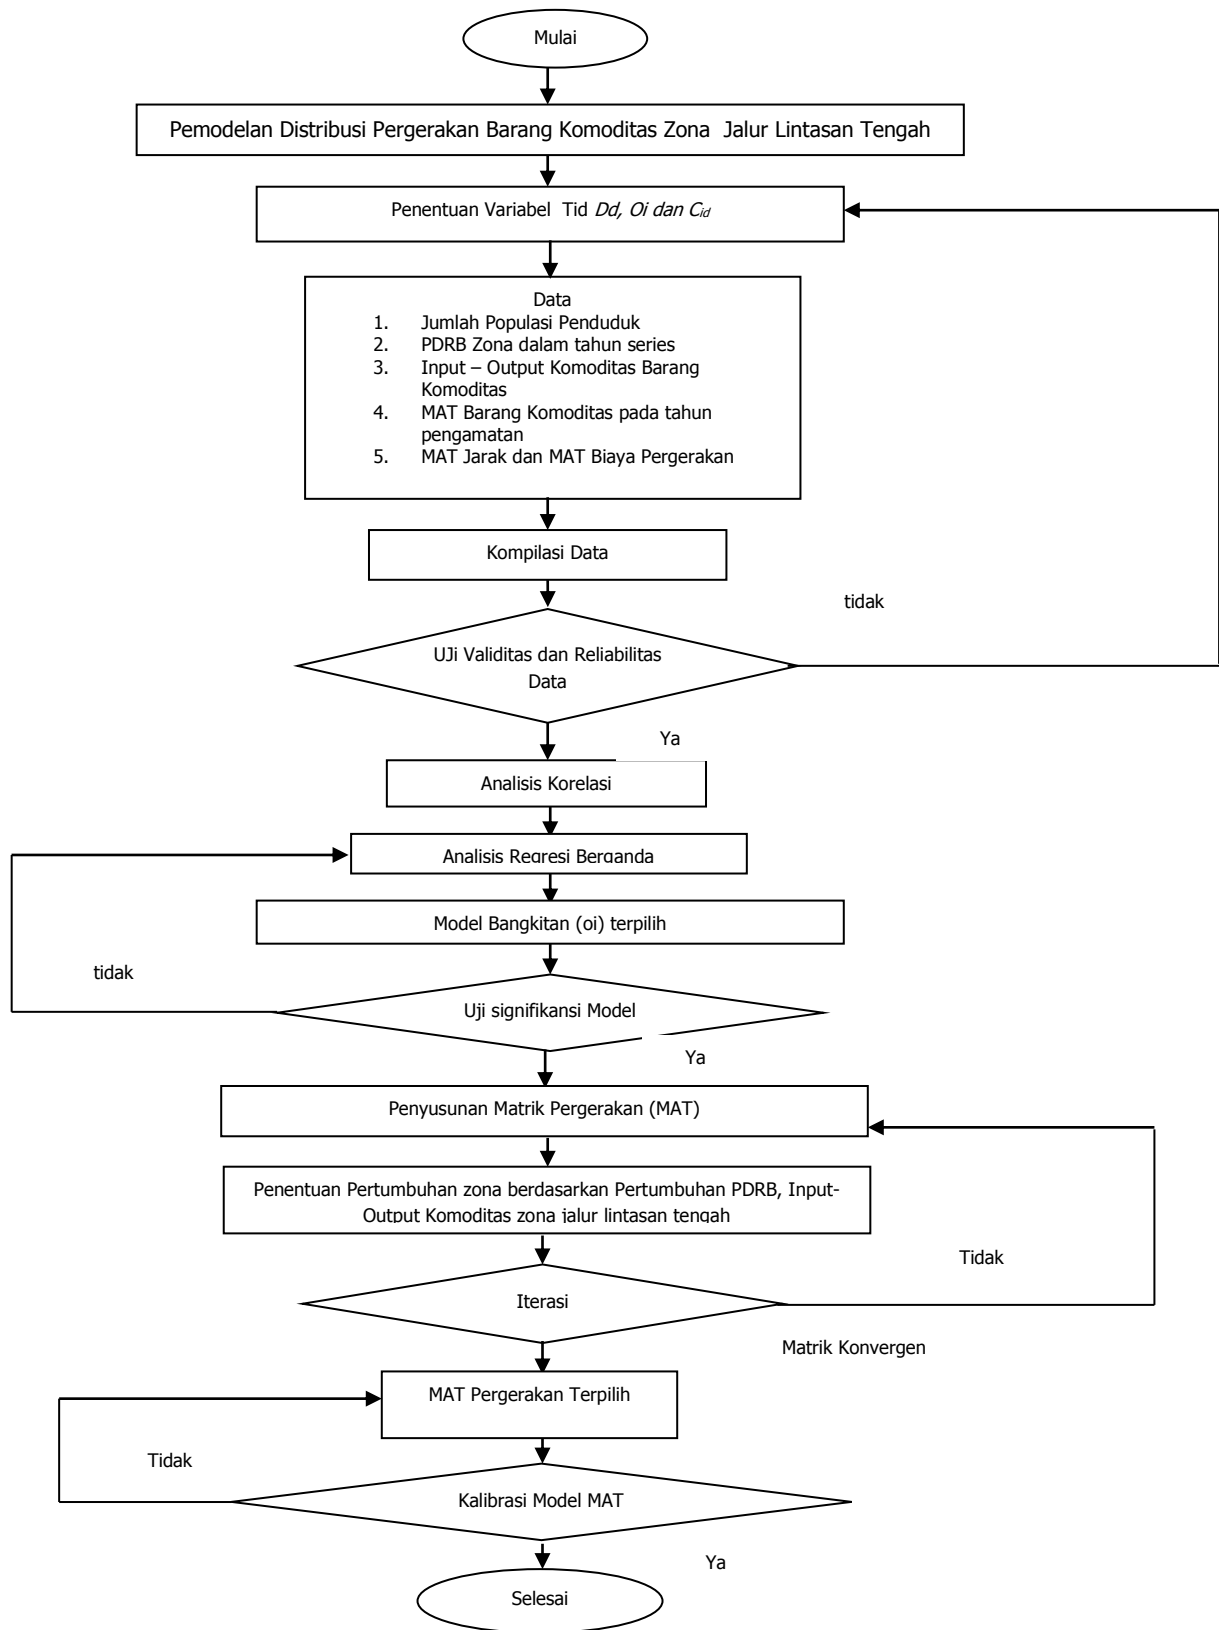 Mulai
Pemodelan Distribusi Pergerakan Barang Komoditas Zona Jalur Lintasan Tengah
Penentuan Variabel Tid Dd, Oi dan Cid
Data
1. Jumlah Populasi Penduduk
2. PDRB Zona dalam tahun series
3. Input – Output Komoditas Barang
Komoditas
4. MAT Barang Komoditas pada tahun
pengamatan
5. MAT Jarak dan MAT Biaya Pergerakan
Kompilasi Data
tidak
UJi Validitas dan Reliabilitas
Data
Ya
Analisis Korelasi
Analisis Regresi Berganda
Model Bangkitan (oi) terpilih
tidak
Uji signifikansi Model
Ya
Penyusunan Matrik Pergerakan (MAT)
Penentuan Pertumbuhan zona berdasarkan Pertumbuhan PDRB, Input-
Output Komoditas zona jalur lintasan tengah
Tidak
Iterasi
Matrik Konvergen
MAT Pergerakan Terpilih
Tidak
Kalibrasi Model MAT
Ya
Selesai